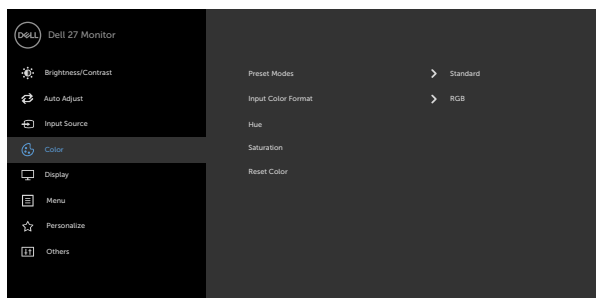 DELL Dell 27 Monitor
Brightness/Contrast
Auto Adjust
Input Source
Color
Display
Menu
Personalize
Others
Preset Modes Standard
Input Color Format RGB
Hue
Saturation
Reset Color